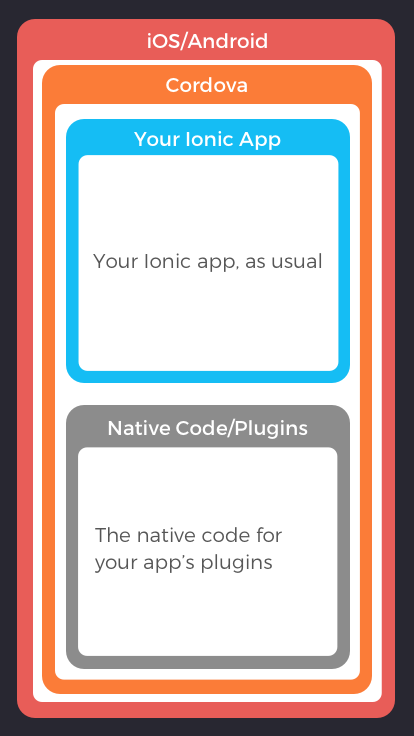 iOS/Android
Cordova
Your Ionic App
Your Ionic app, as usual
Native Code/Plugins
The native code for
your app’s plugins